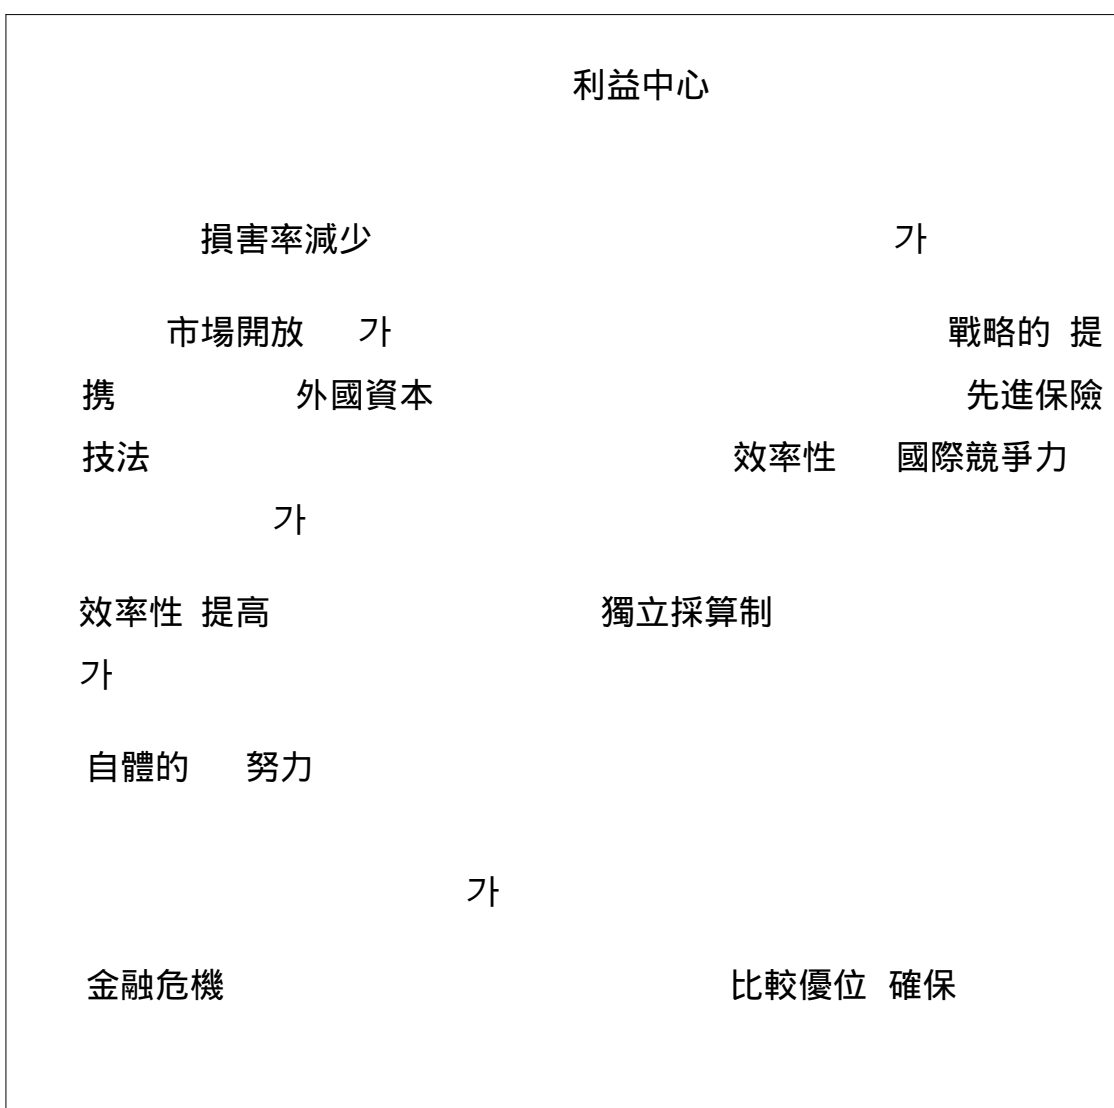 利益中心
損害率減少 가
市場開放 가 戰略的 提
携 外國資本 先進保險
技法 效率性 國際競爭力
가
效率性 提高 獨立採算制
가
自體的 努力
가
金融危機 比較優位 確保